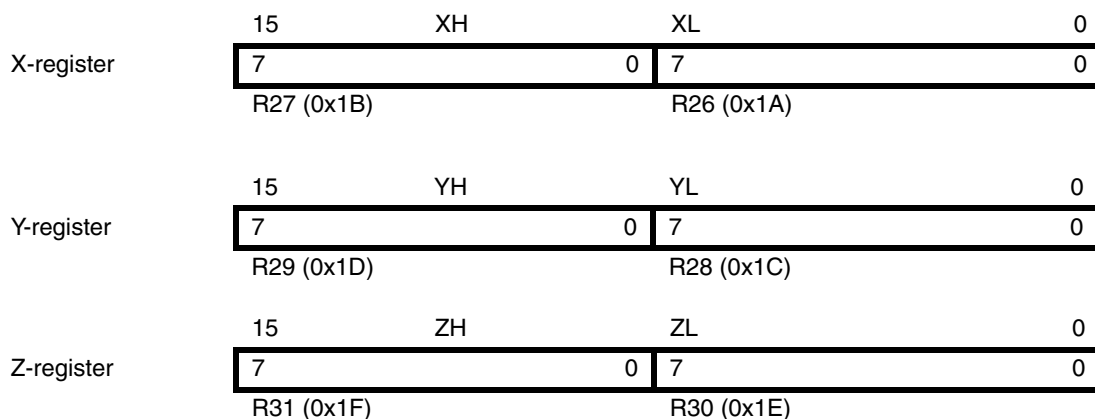 15 XH XL 0
X-register 7 0 7 0
R27 (0x1B) R26 (0x1A)
15 YH YL 0
Y-register 7 0 7 0
R29 (0x1D) R28 (0x1C)
15 ZH ZL 0
Z-register 7 0 7 0
R31 (0x1F) R30 (0x1E)